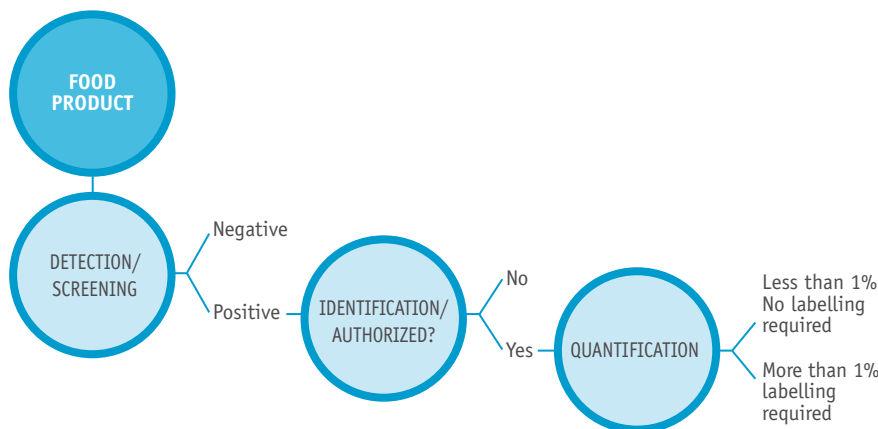 FOOD
PRODUCT
DETECTION/
SCREENING
Negative
Positive
IDENTIFICATION/
AUTHORIZED?
No
Yes
QUANTIFICATION
Less than 1%
No labelling
required
More than 1%
labelling
required